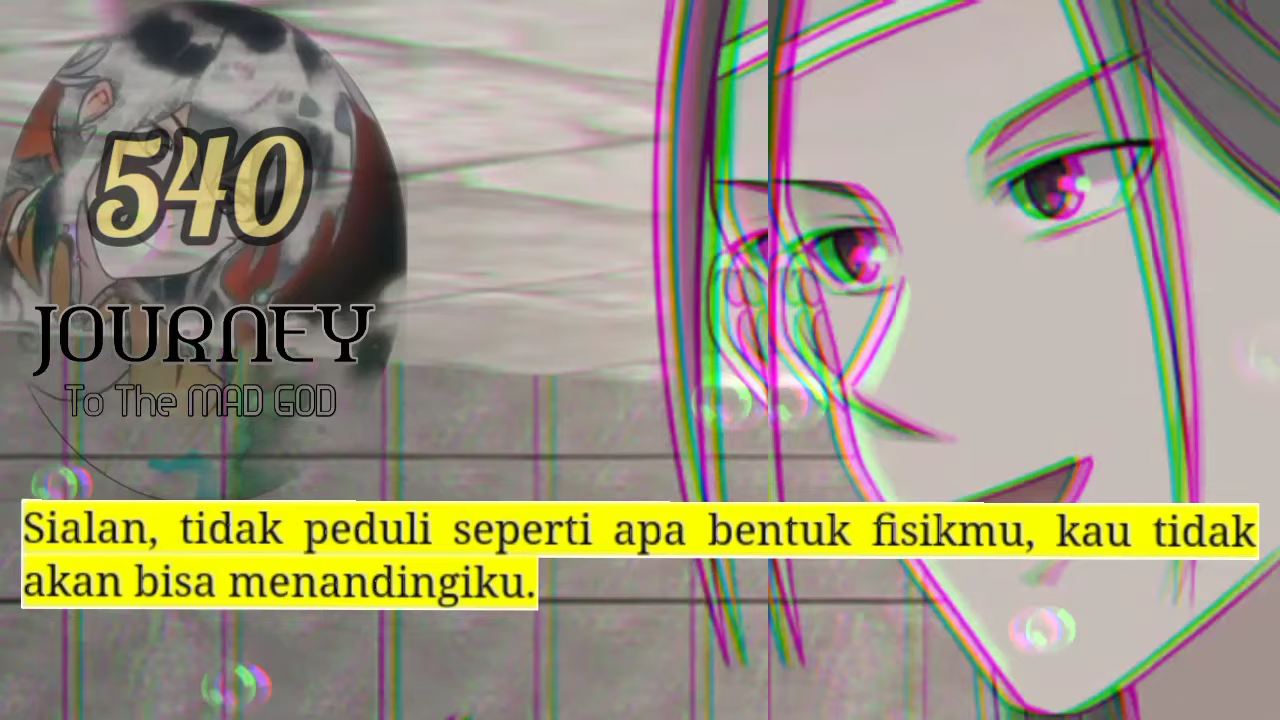 540
JOURNEY
To The MAD GOD
Sialan, tidak peduli seperti apa bentuk fisikmu, kau tidak
akan bisa menandingiku.